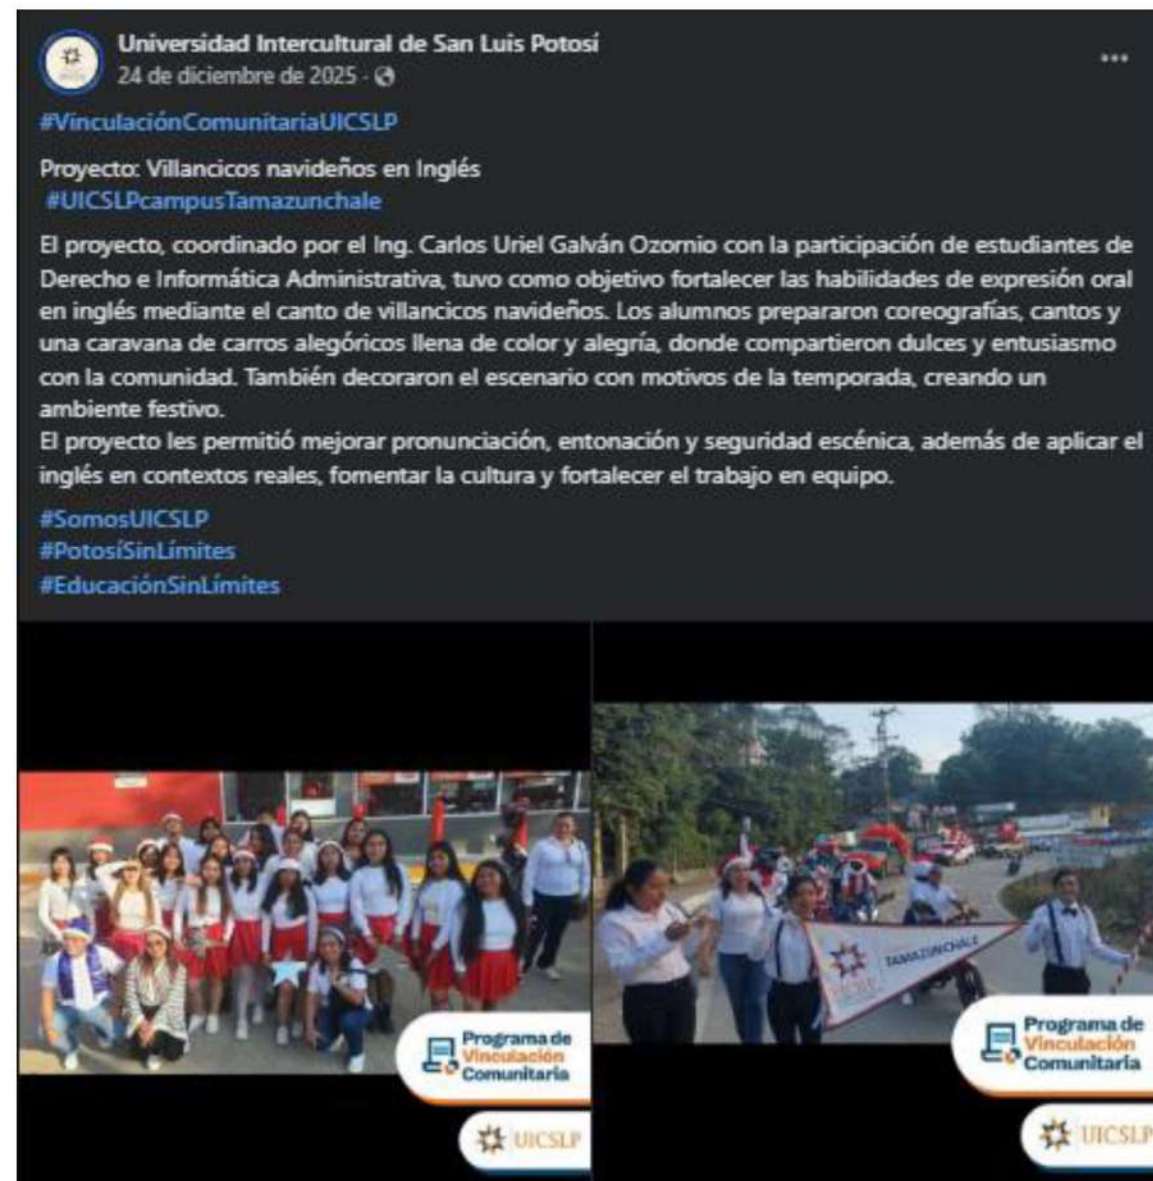 Universidad Intercultural de San Luis Potosí
24 de diciembre de 2025 ·
#VinculaciónComunitariaUICSLP
Proyecto: Villancicos navideños en Inglés
#UICSLPcampusTamazunchale
El proyecto, coordinado por el Ing. Carlos Uriel Galván Ozornio con la participación de estudiantes de
Derecho e Informática Administrativa, tuvo como objetivo fortalecer las habilidades de expresión oral
en inglés mediante el canto de villancicos navideños. Los alumnos prepararon coreografías, cantos y
una caravana de carros alegóricos llena de color y alegría, donde compartieron dulces y entusiasmo
con la comunidad. También decoraron el escenario con motivos de la temporada, creando un
ambiente festivo.
El proyecto les permitió mejorar pronunciación, entonación y seguridad escénica, además de aplicar el
inglés en contextos reales, fomentar la cultura y fortalecer el trabajo en equipo.
#SomosUICSLP
#PotosíSinLímites
#EducaciónSinLímites
Programa de
Vinculación
Comunitaria
UICSLP
TAMAZUNCHALE
UICSLP
Programa de
Vinculación
Comunitaria
UICSLP